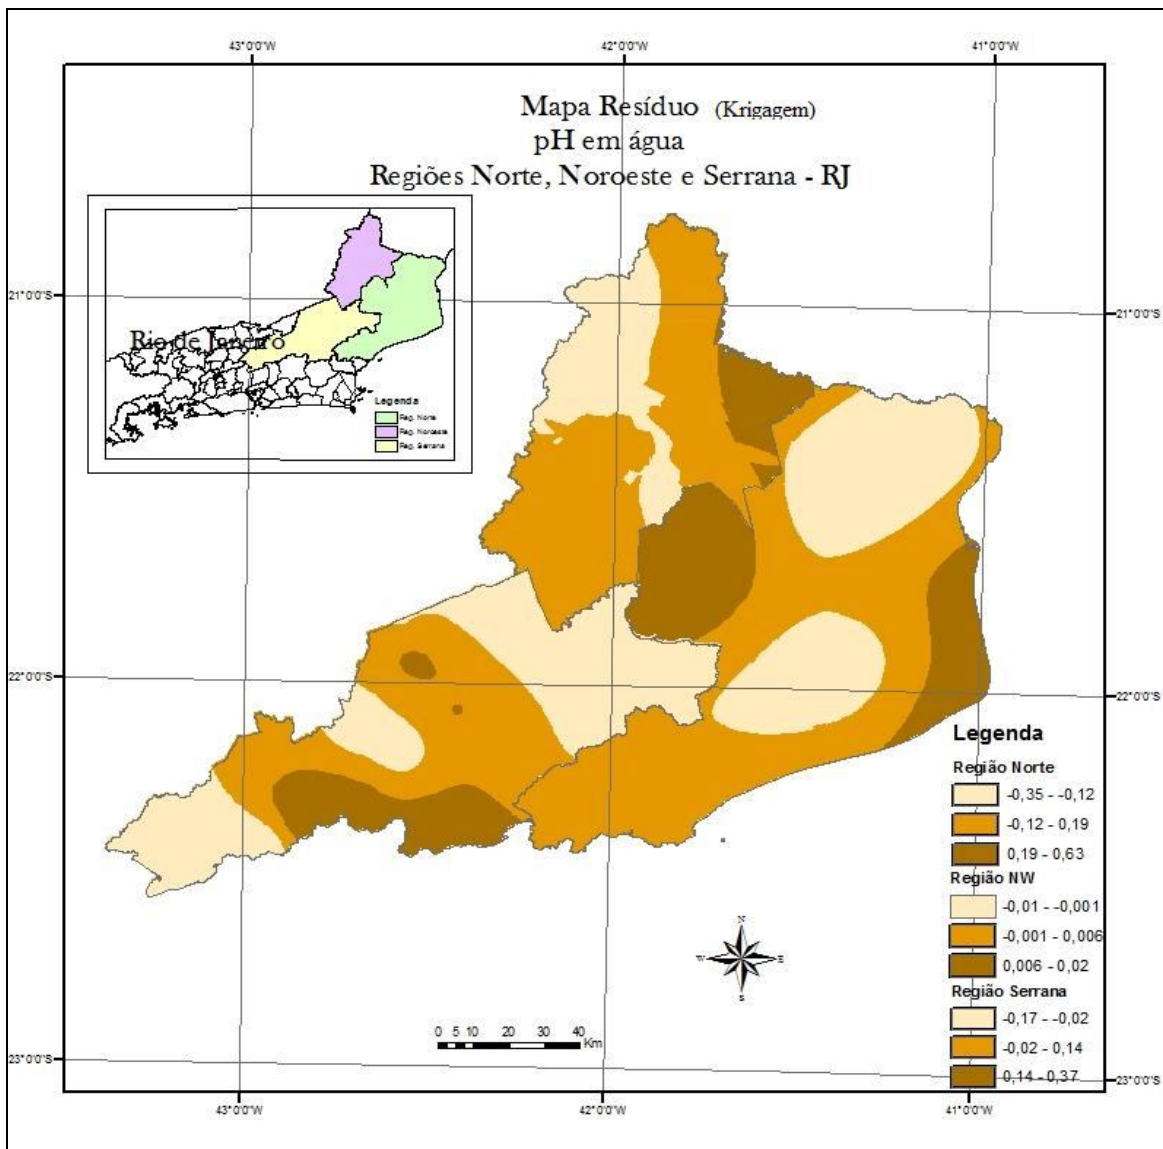 43°0'0"W 42°0'0"W 41°0'0"W
Mapa Resíduo (Krigagem)
pH em água
Regiões Norte, Noroeste e Serrana - RJ
21°0'0"S
21°0'0"S
Rio de Janeiro
Legenda
Reg. Norte
Reg. Noroeste
Reg. Serrana
22°0'0"S
22°0'0"S
Legenda
Região Norte
-0,35 - -0,12
-0,12 - 0,19
0,19 - 0,63
Região NW
-0,01 - -0,001
-0,001 - 0,006
0,006 - 0,02
Região Serrana
-0,17 - -0,02
-0,02 - 0,14
0,14 - 0,37
N
W E
S
0 5 10 20 30 40
Km
23°0'0"S
23°0'0"S
43°0'0"W 42°0'0"W 41°0'0"W